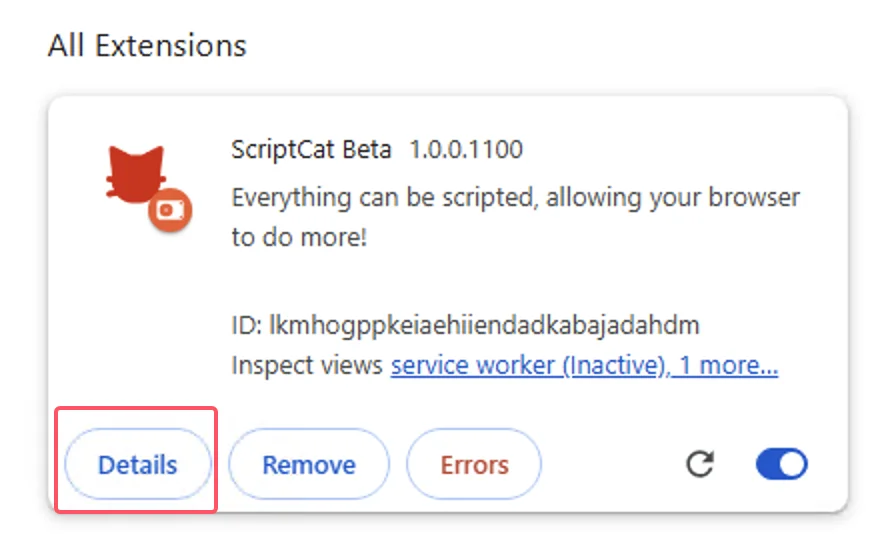 All Extensions
ScriptCat Beta 1.0.0.1100
Everything can be scripted, allowing your browser
to do more!
ID: lkmhogppkeiaehiiendadkabajadahdm
Inspect views service worker (Inactive), 1 more...
Details Remove Errors